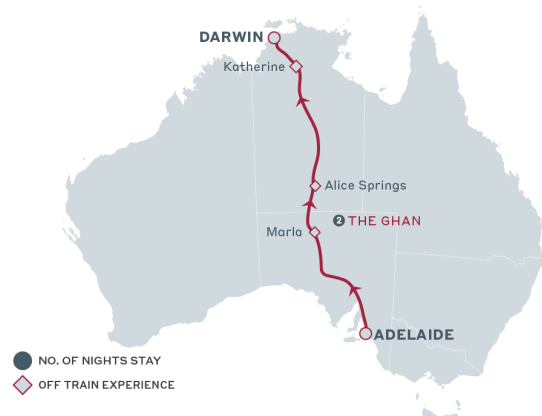 DARWIN
Katherine
Alice Springs
2 THE GHAN
Marla
ADELAIDE
NO. OF NIGHTS STAY
OFF TRAIN EXPERIENCE